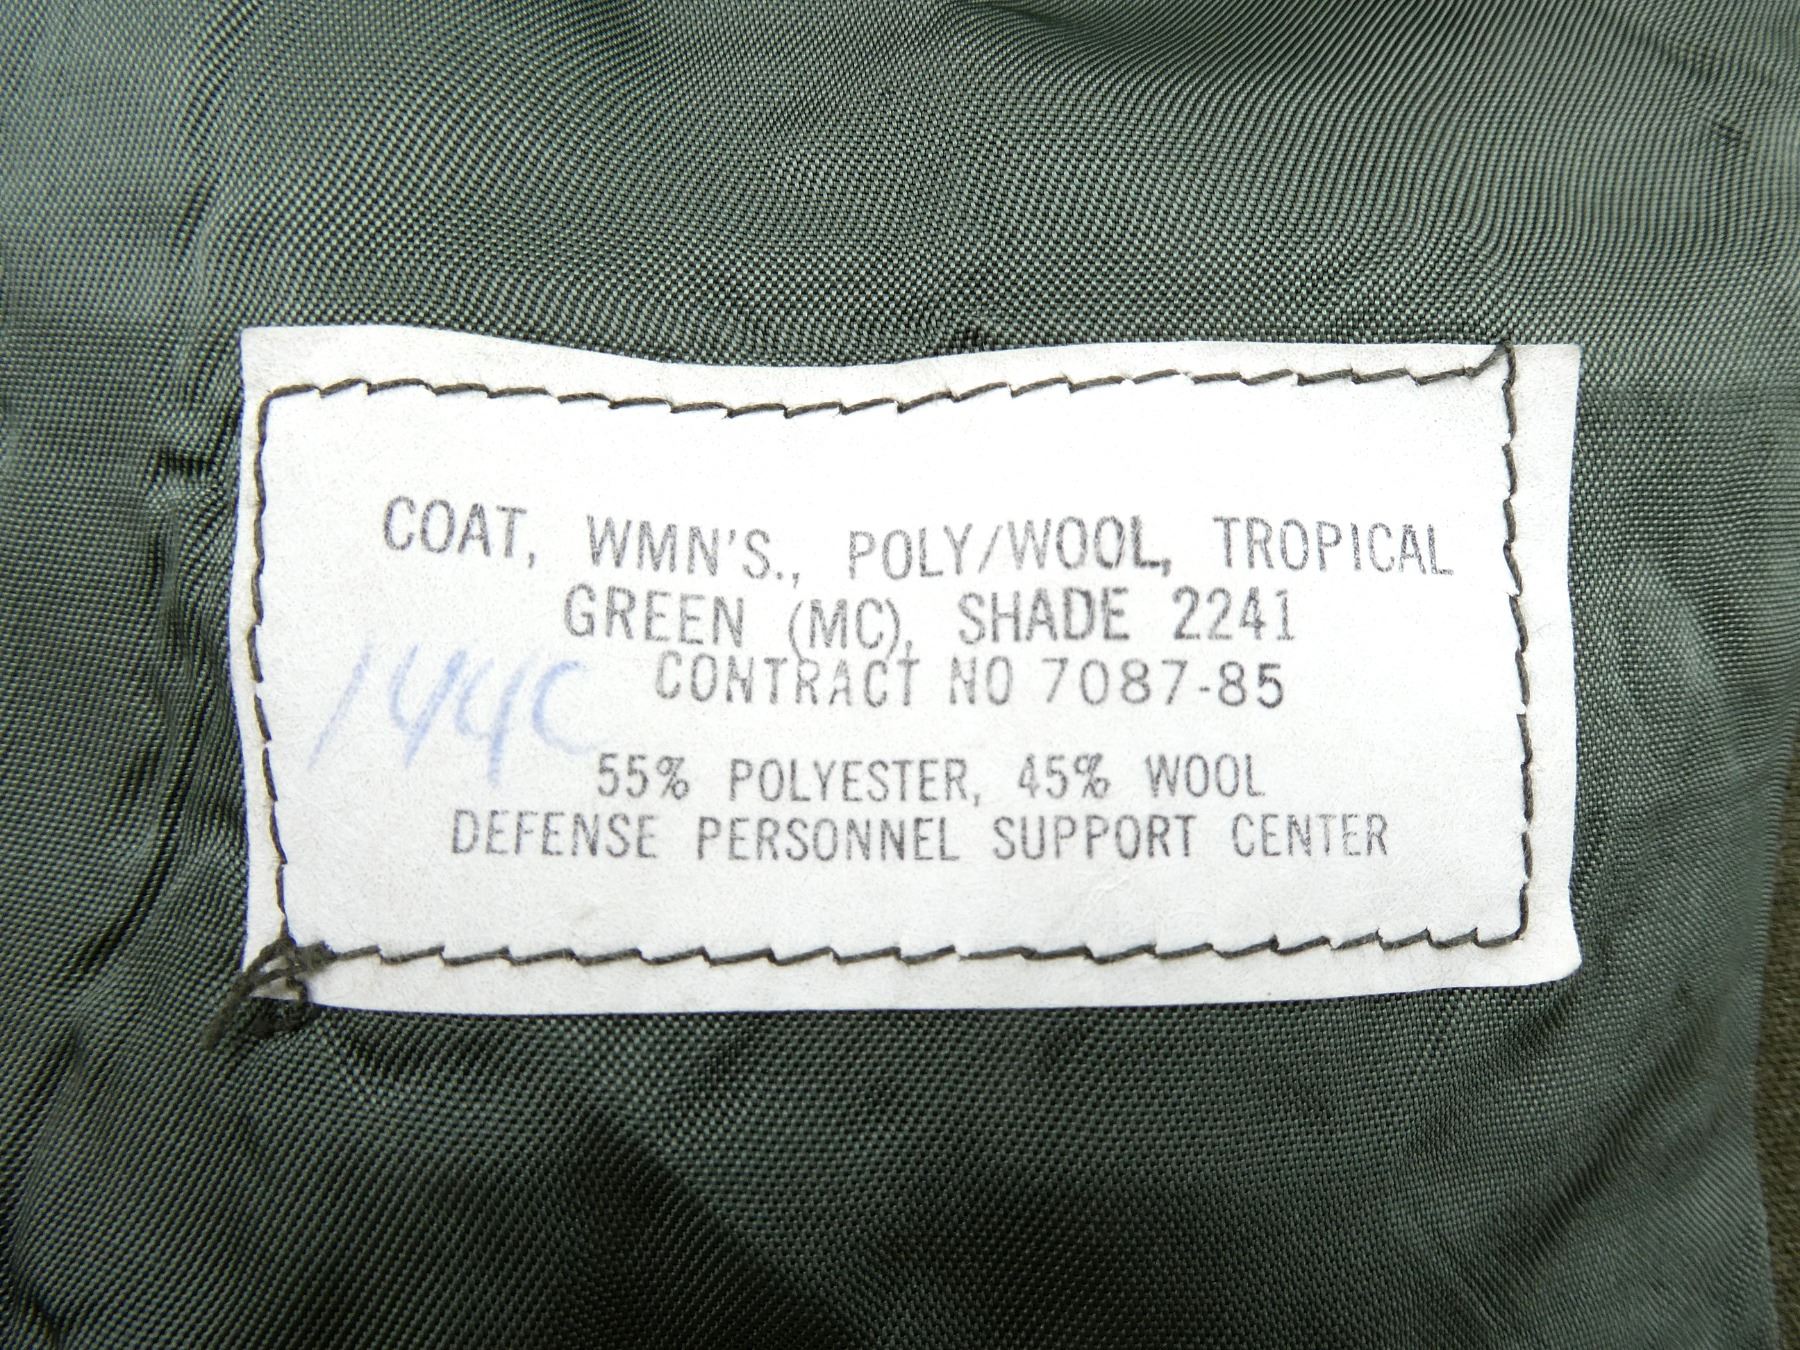 COAT, WMN'S., POLY/WOOL, TROPICAL
GREEN (MC), SHADE 2241
144C
CONTRACT NO 7087-85
55% POLYESTER, 45% WOOL
DEFENSE PERSONNEL SUPPORT CENTER